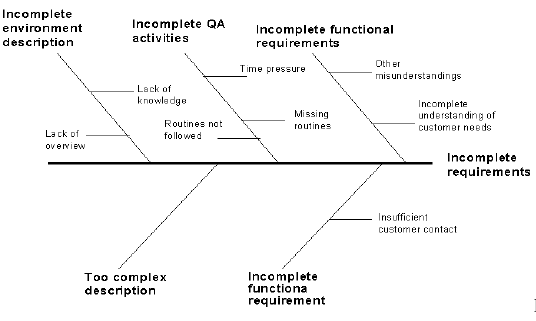 Incomplete
environment
description
Incomplete QA
activities
Incomplete functional
requirements
Time pressure
Other
misunderstandings
Lack of
knowledge
Incomplete
understanding of
customer needs
Missing
routines
Routines not
followed
Lack of
overview
Incomplete
requirements
Insufficient
customer contact
Too complex
description
Incomplete
functiona
requirement